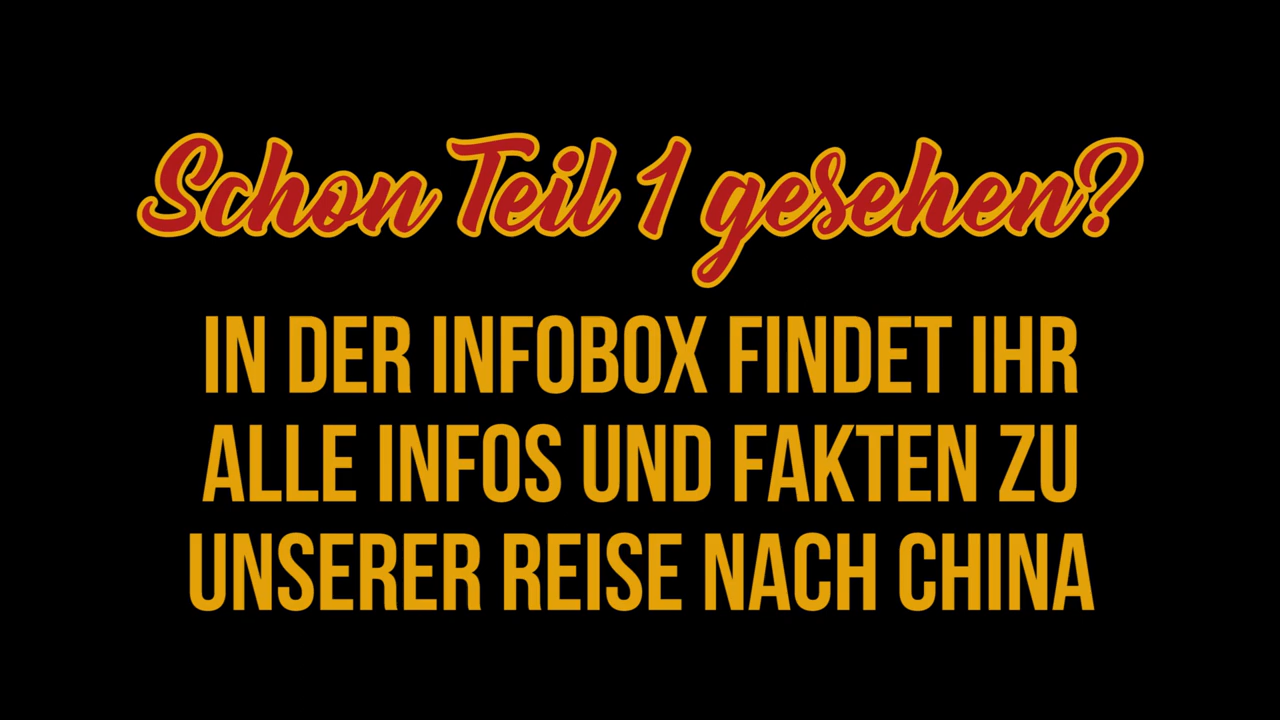 Schon Teil 1 gesehen?
IN DER INFOBOX FINDET IHR
ALLE INFOS UND FAKTEN ZU
UNSERER REISE NACH CHINA